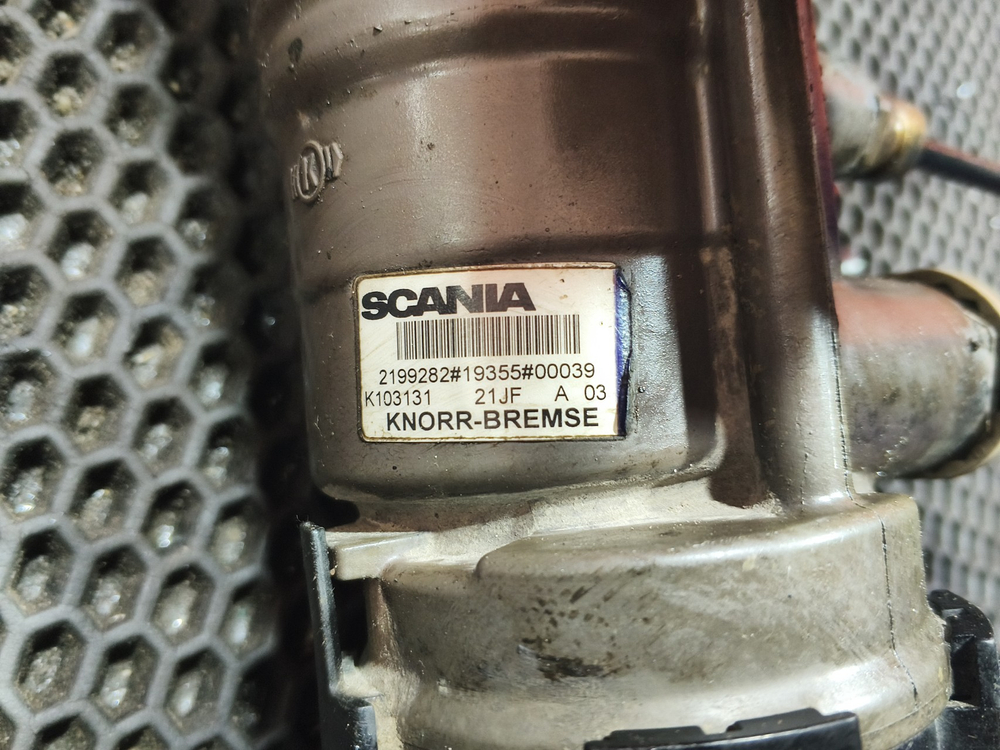 SCANIA
2199282#19355#00039
K103131 21JF A 03
KNORR-BREMSE